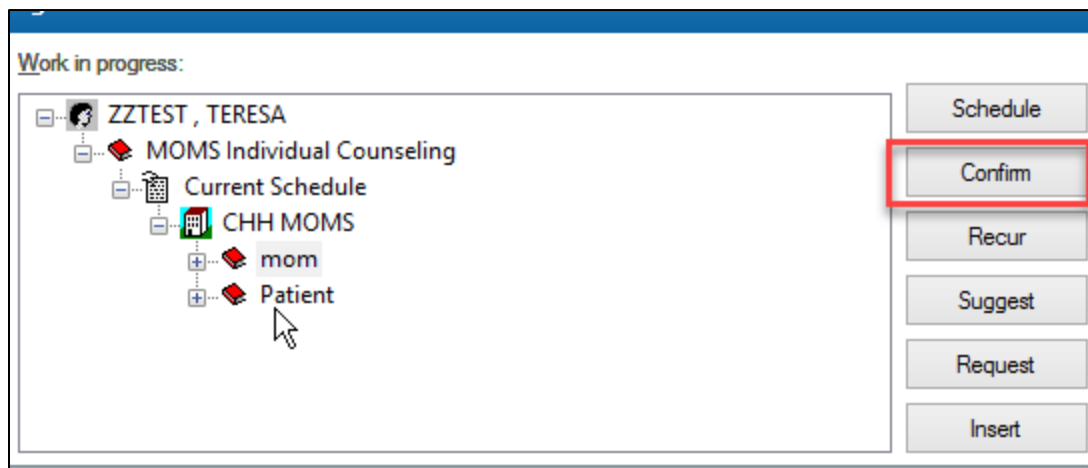 Work in progress:
ZZTEST , TERESA
MOMS Individual Counseling
Current Schedule
CHH MOMS
mom
Patient
Schedule
Confirm
Recur
Suggest
Request
Insert